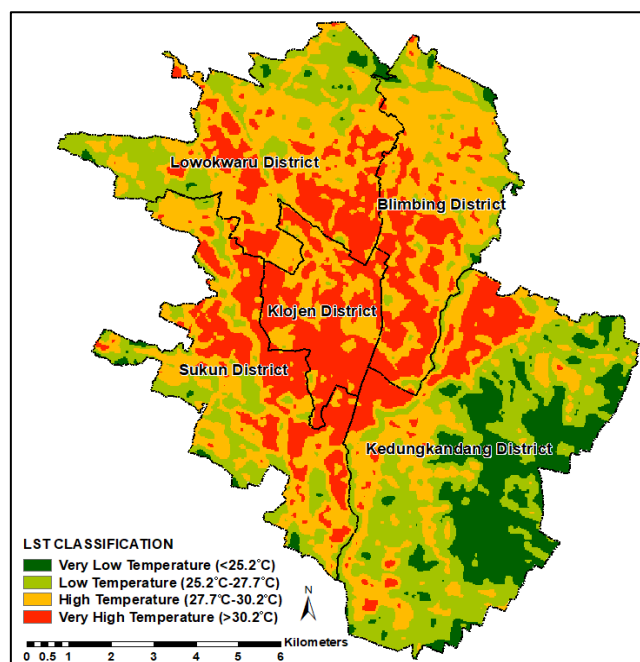 Lowokwaru District
Blimbing District
Klojen District
Sukun District
Kedungkandang District
LST CLASSIFICATION
Very Low Temperature (<25.2°C)
Low Temperature (25.2°C-27.7°C)
High Temperature (27.7°C-30.2°C)
Very High Temperature (>30.2°C)
N
Kilometers
0 0.5 1 2 3 4 5 6